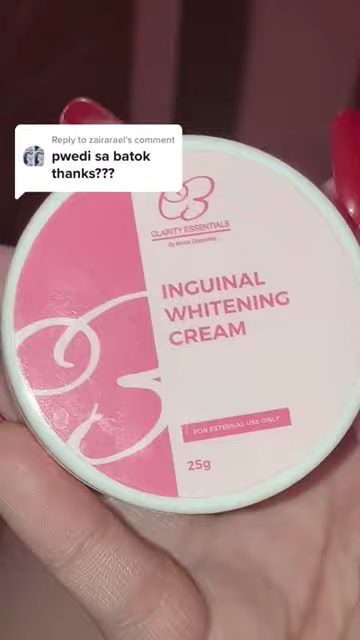 Reply to zairarael's comment
pwedi sa batok
thanks???
CLARITY ESSENTIALS
INGUINAL
WHITENING
CREAM
FOR EXTERNAL USE ONLY
25g